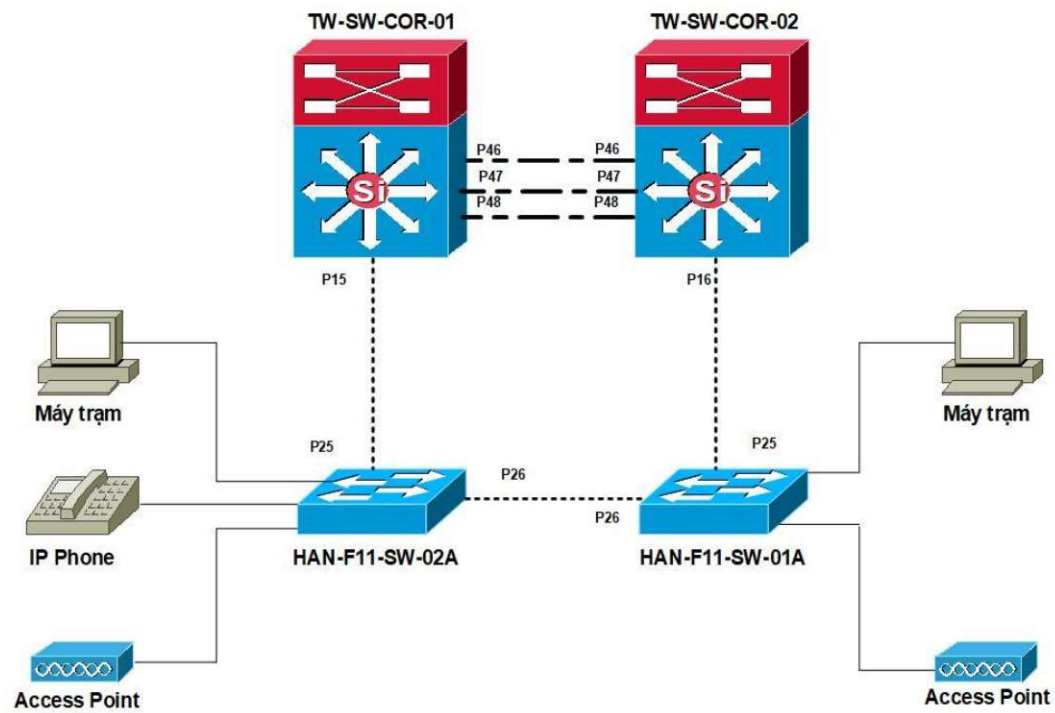 TW-SW-COR-01
TW-SW-COR-02
P46
P46
P47
P47
P48
P48
Si
Si
P15
P16
Máy trạm
Máy trạm
P25
P25
P26
P26
IP Phone
HAN-F11-SW-02A
HAN-F11-SW-01A
Access Point
Access Point